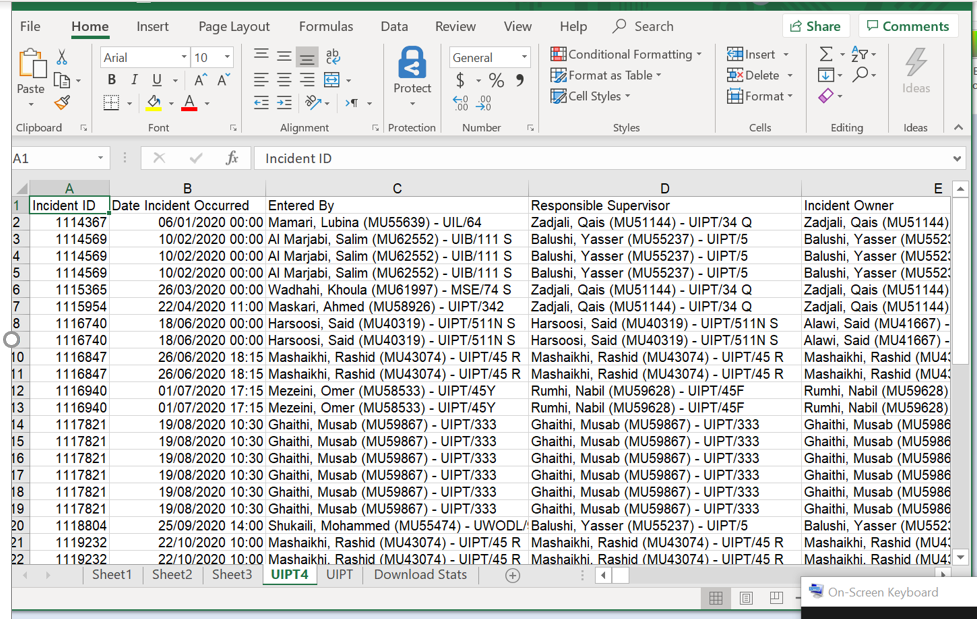 File Home Insert Page Layout Formulas Data Review View Help Search Share Comments
Paste
Arial 10
B I U A A
ab
General
$ % ,
Protect
Conditional Formatting
Format as Table
Cell Styles
Insert
Delete
Format
Ideas
Clipboard Font Alignment Protection Number Styles Cells Editing Ideas
A1 fx Incident ID
A B C D E
1 Incident ID Date Incident Occurred Entered By Responsible Supervisor Incident Owner
2 1114367 06/01/2020 00:00 Mamari, Lubina (MU55639) - UIL/64 Zadjali, Qais (MU51144) - UIPT/34 Q Zadjali, Qais (MU51144)
3 1114569 10/02/2020 00:00 Al Marjabi, Salim (MU62552) - UIB/111 S Balushi, Yasser (MU55237) - UIPT/5 Balushi, Yasser (MU552
4 1114569 10/02/2020 00:00 Al Marjabi, Salim (MU62552) - UIB/111 S Balushi, Yasser (MU55237) - UIPT/5 Balushi, Yasser (MU552
5 1114569 10/02/2020 00:00 Al Marjabi, Salim (MU62552) - UIB/111 S Balushi, Yasser (MU55237) - UIPT/5 Balushi, Yasser (MU552
6 1115365 26/03/2020 00:00 Wadhahi, Khoula (MU61997) - MSE/74 S Zadjali, Qais (MU51144) - UIPT/34 Q Zadjali, Qais (MU51144)
7 1115954 22/04/2020 11:00 Maskari, Ahmed (MU58926) - UIPT/342 Zadjali, Qais (MU51144) - UIPT/34 Q Zadjali, Qais (MU51144)
8 1116740 18/06/2020 00:00 Harsoosi, Said (MU40319) - UIPT/511N S Harsoosi, Said (MU40319) - UIPT/511N S Alawi, Said (MU41667) -
1116740 18/06/2020 00:00 Harsoosi, Said (MU40319) - UIPT/511N S Harsoosi, Said (MU40319) - UIPT/511N S Alawi, Said (MU41667) -
10 1116847 26/06/2020 18:15 Mashaikhi, Rashid (MU43074) - UIPT/45 R Mashaikhi, Rashid (MU43074) - UIPT/45 R Mashaikhi, Rashid (MU4
11 1116847 26/06/2020 18:15 Mashaikhi, Rashid (MU43074) - UIPT/45 R Mashaikhi, Rashid (MU43074) - UIPT/45 R Mashaikhi, Rashid (MU4
12 1116940 01/07/2020 17:15 Mezeini, Omer (MU58533) - UIPT/45Y Rumhi, Nabil (MU59628) - UIPT/45F Rumhi, Nabil (MU59628)
13 1116940 01/07/2020 17:15 Mezeini, Omer (MU58533) - UIPT/45Y Rumhi, Nabil (MU59628) - UIPT/45F Rumhi, Nabil (MU59628)
14 1117821 19/08/2020 10:30 Ghaithi, Musab (MU59867) - UIPT/333 Ghaithi, Musab (MU59867) - UIPT/333 Ghaithi, Musab (MU5986
15 1117821 19/08/2020 10:30 Ghaithi, Musab (MU59867) - UIPT/333 Ghaithi, Musab (MU59867) - UIPT/333 Ghaithi, Musab (MU5986
16 1117821 19/08/2020 10:30 Ghaithi, Musab (MU59867) - UIPT/333 Ghaithi, Musab (MU59867) - UIPT/333 Ghaithi, Musab (MU5986
17 1117821 19/08/2020 10:30 Ghaithi, Musab (MU59867) - UIPT/333 Ghaithi, Musab (MU59867) - UIPT/333 Ghaithi, Musab (MU5986
18 1117821 19/08/2020 10:30 Ghaithi, Musab (MU59867) - UIPT/333 Ghaithi, Musab (MU59867) - UIPT/333 Ghaithi, Musab (MU5986
19 1117821 19/08/2020 10:30 Ghaithi, Musab (MU59867) - UIPT/333 Ghaithi, Musab (MU59867) - UIPT/333 Ghaithi, Musab (MU5986
20 1118804 25/09/2020 14:00 Shukaili, Mohammed (MU55474) - UWODL/ Balushi, Yasser (MU55237) - UIPT/5 Balushi, Yasser (MU552
21 1119232 22/10/2020 10:00 Mashaikhi, Rashid (MU43074) - UIPT/45 R Mashaikhi, Rashid (MU43074) - UIPT/45 R Mashaikhi, Rashid (MU4
22 1119232 22/10/2020 10:00 Mashaikhi, Rashid (MU43074) - UIPT/45 R Mashaikhi, Rashid (MU43074) - UIPT/45 R Mashaikhi, Rashid (MU4
Sheet1 Sheet2 Sheet3 UIPT4 UIPT Download Stats
On-Screen Keyboard